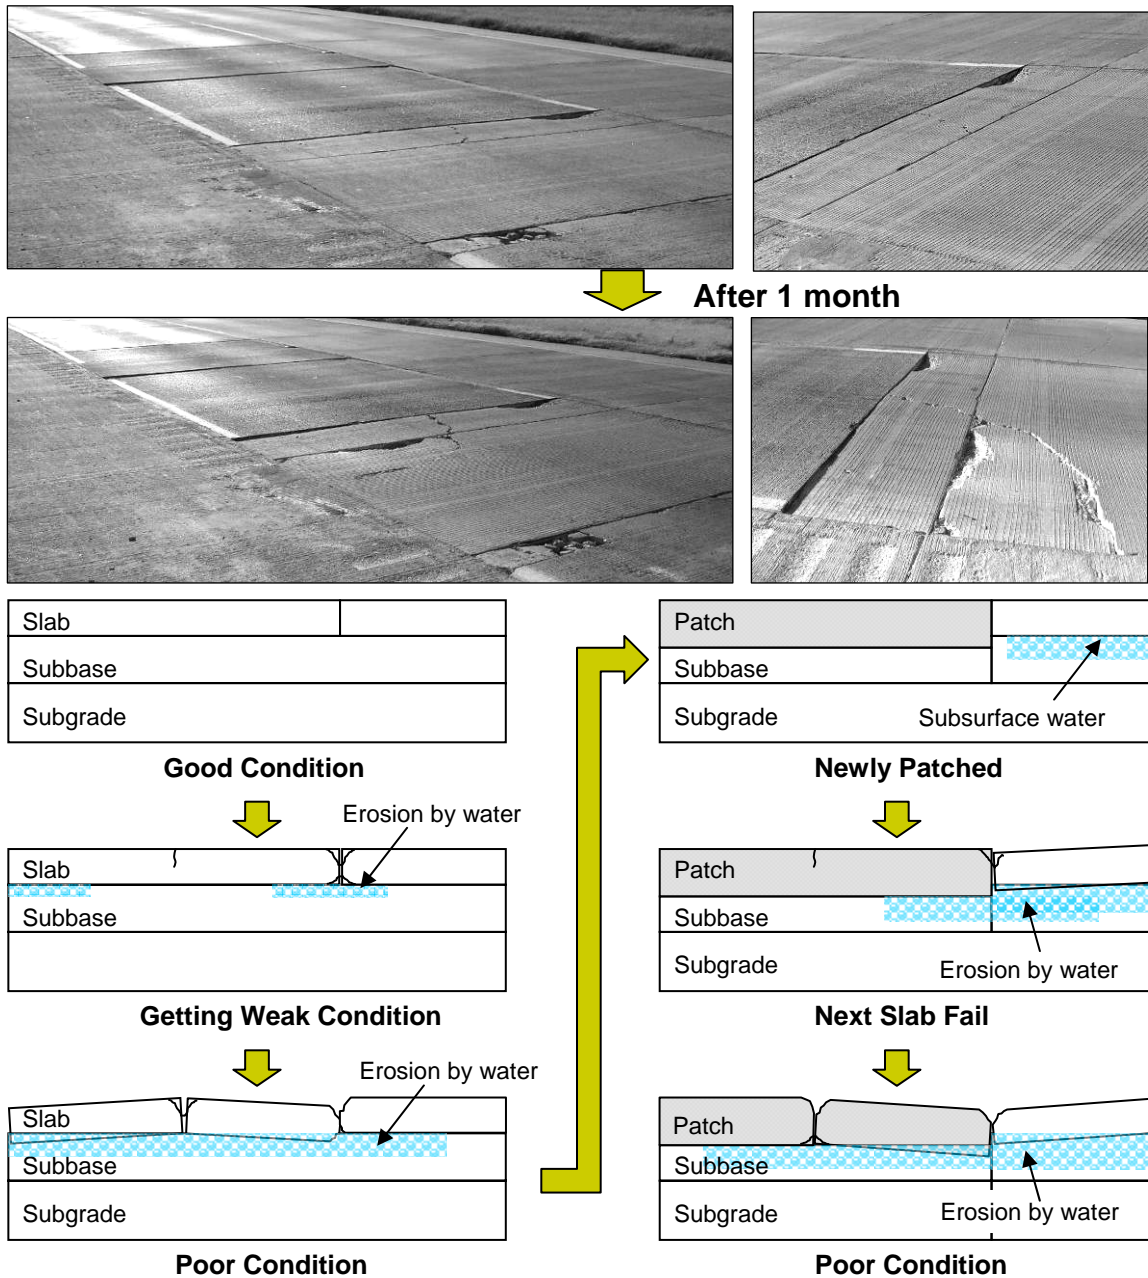 After 1 month
Slab
Subbase
Subgrade
Good Condition
Erosion by water
Slab
Subbase
Getting Weak Condition
Erosion by water
Slab
Subbase
Subgrade
Poor Condition
Patch
Subbase
Subgrade
Subsurface water
Newly Patched
Patch
Subbase
Subgrade
Erosion by water
Next Slab Fail
Patch
Subbase
Subgrade
Erosion by water
Poor Condition